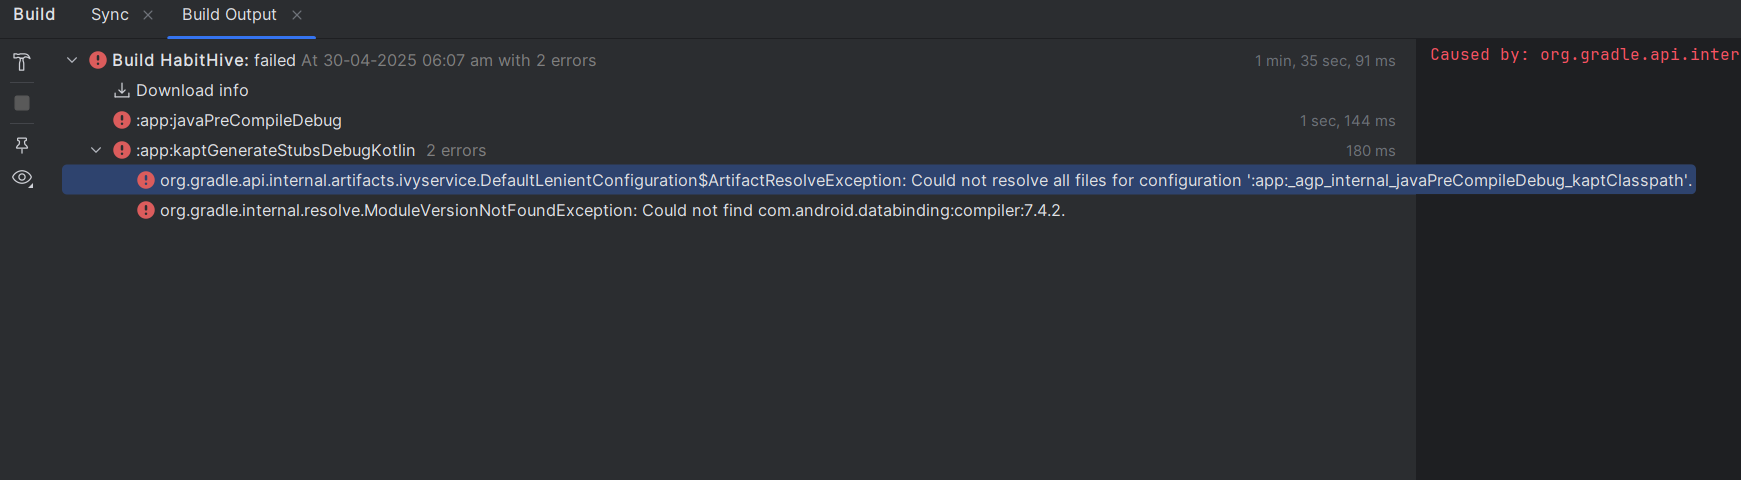 Build Sync Build Output
Build HabitHive: failed At 30-04-2025 06:07 am with 2 errors 1 min, 35 sec, 91 ms
Caused by: org.gradle.api.inter
Download info
:app:javaPreCompileDebug 1 sec, 144 ms
:app:kaptGenerateStubsDebugKotlin 2 errors 180 ms
org.gradle.api.internal.artifacts.ivyservice.DefaultLenientConfiguration$ArtifactResolveException: Could not resolve all files for configuration ':app:_agp_internal_javaPreCompileDebug_kaptClasspath'.
org.gradle.internal.resolve.ModuleVersionNotFoundException: Could not find com.android.databinding:compiler:7.4.2.